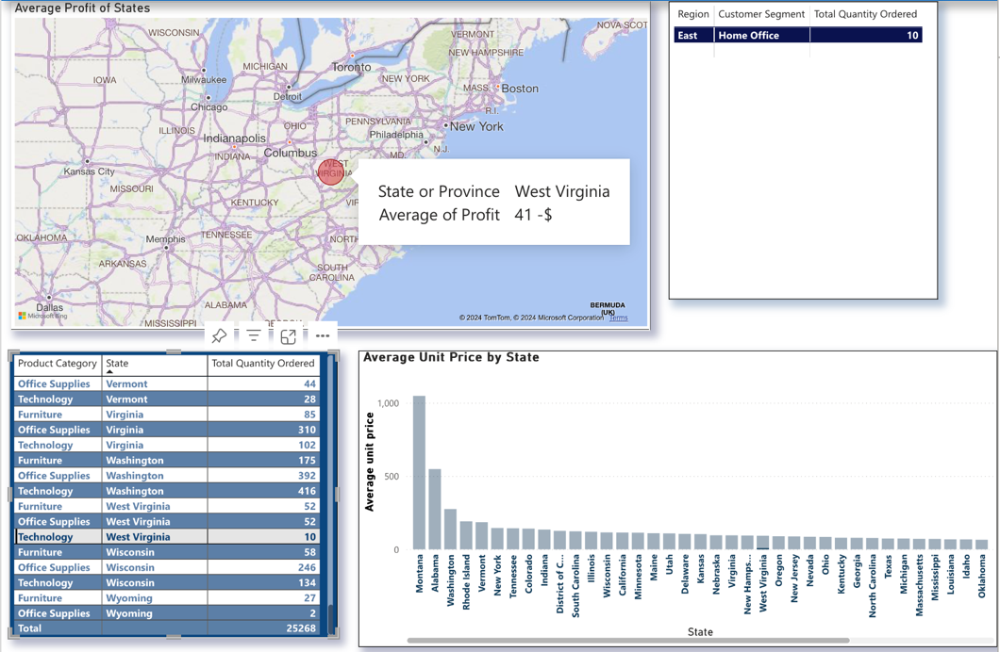 Average Profit of States
WISCONSIN
VERMONT
NOVA SCOT
NEW HAMPSHIRE
Toronto
MICHIGAN
IOWA
Milwaukee
NEW YORK
MASS.
Boston
Detroit
Chicago
R.I.
PENNSYLVANIA
New York
ILLINOIS
OHIO
Philadelphia
Indianapolis
Columbus
N.J.
INDIANA
MD.
WEST
VIRGINIA
Kansas City
MISSOURI
KENTUCKY
VIR
OKLAHOMA
TENNESSEE
NORTH
Memphis
ARKANSAS
SOUTH
CAROLINA
ALABAMA
Dallas
MISSISSIPPI
GEORGIA
BERMUDA
(UK)
Microsoft Bing
© 2024 TomTom, © 2024 Microsoft Corporation Terms
State or Province West Virginia
Average of Profit 41 -$
Region Customer Segment Total Quantity Ordered
East Home Office 10
Product Category State Total Quantity Ordered
Office Supplies Vermont 44
Technology Vermont 28
Furniture Virginia 85
Office Supplies Virginia 310
Technology Virginia 102
Furniture Washington 175
Office Supplies Washington 392
Technology Washington 416
Furniture West Virginia 52
Office Supplies West Virginia 52
Technology West Virginia 10
Furniture Wisconsin 58
Office Supplies Wisconsin 246
Technology Wisconsin 134
Furniture Wyoming 27
Office Supplies Wyoming 2
Total 25268
Average Unit Price by State
Average unit price
1,000
500
0
Montana
Alabama
Washington
Rhode Island
Vermont
New York
Tennessee
Colorado
Indiana
District of C...
South Carolina
Illinois
Wisconsin
California
Minnesota
Maine
Utah
Delaware
Kansas
Nebraska
Virginia
New Hamps...
West Virginia
Oregon
New Jersey
Nevada
Ohio
Kentucky
Georgia
North Carolina
Texas
Michigan
Massachusetts
Mississippi
Louisiana
Idaho
Oklahoma
State